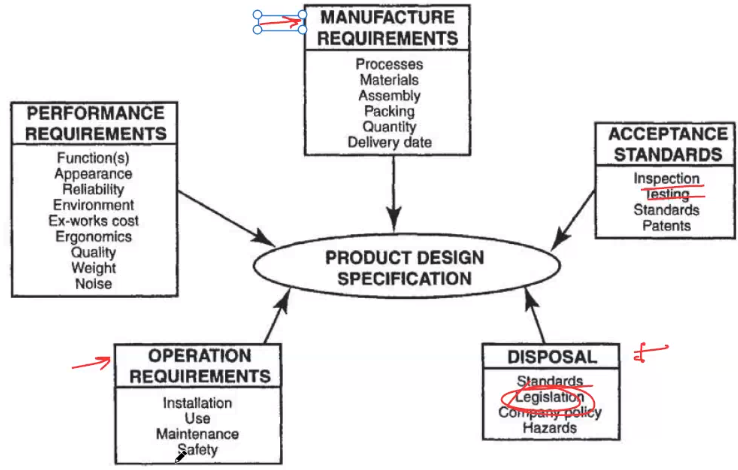 MANUFACTURE
REQUIREMENTS
Processes
Materials
Assembly
Packing
Quantity
Delivery date
PERFORMANCE
REQUIREMENTS
Function(s)
Appearance
Reliability
Environment
Ex-works cost
Ergonomics
Quality
Weight
Noise
ACCEPTANCE
STANDARDS
Inspection
Testing
Standards
Patents
PRODUCT DESIGN
SPECIFICATION
OPERATION
REQUIREMENTS
Installation
Use
Maintenance
Safety
DISPOSAL
Standards
Legislation
Company policy
Hazards